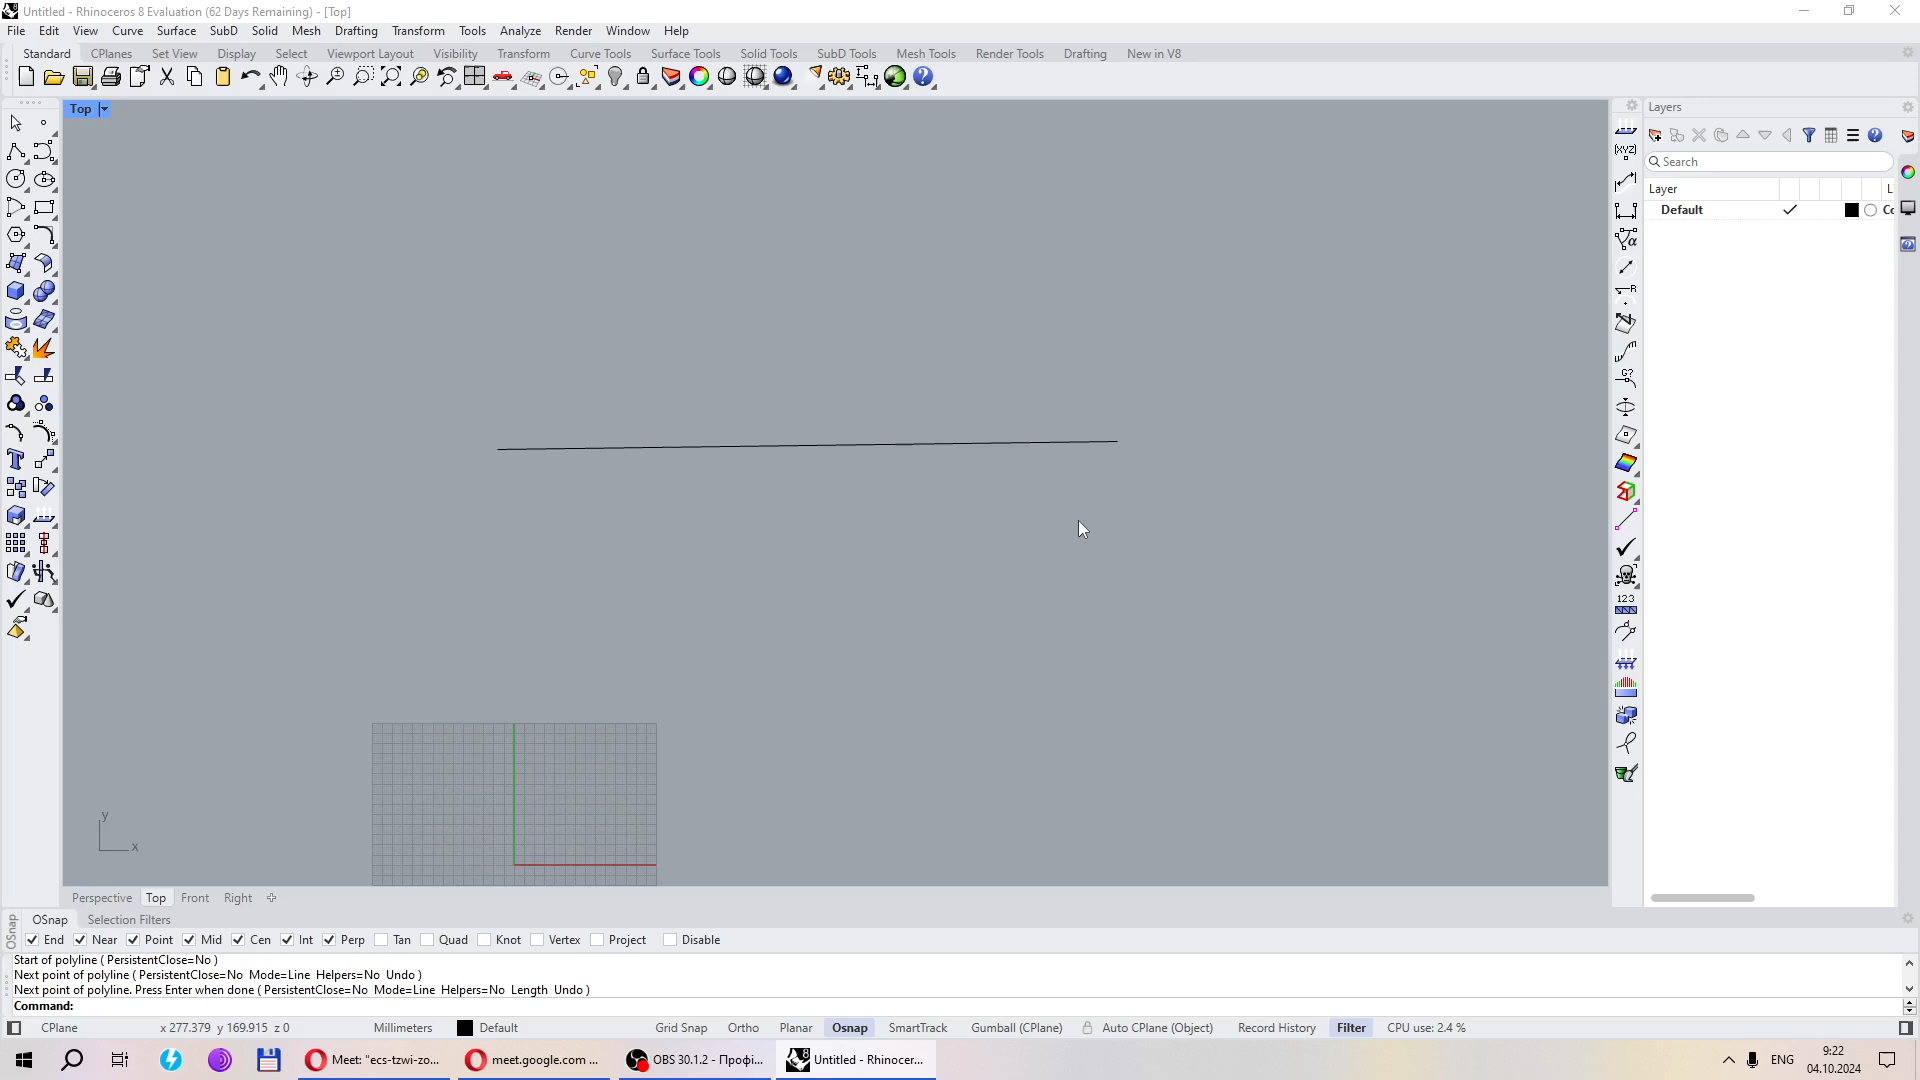 Untitled - Rhinoceros 8 Evaluation (62 Days Remaining) - [Top]
File Edit View Curve Surface SubD Solid Mesh Drafting Transform Tools Analyze Render Window Help
Standard CPlanes Set View Display Select Viewport Layout Visibility Transform Curve Tools Surface Tools Solid Tools SubD Tools Mesh Tools Render Tools Drafting New in V8
Top
Layers
Search
Layer L
Default Co
(XYZ)
R
G?
123
y
x
Perspective Top Front Right
OSnap
OSnap Selection Filters
End Near Point Mid Cen Int Perp Tan Quad Knot Vertex Project Disable
Start of polyline ( PersistentClose=No )
Next point of polyline ( PersistentClose=No Mode=Line Helpers=No Undo )
Next point of polyline. Press Enter when done ( PersistentClose=No Mode=Line Helpers=No Length Undo )
Command:
CPlane x 277.379 y 169.915 z 0 Millimeters Default Grid Snap Ortho Planar Osnap SmartTrack Gumball (CPlane) Auto CPlane (Object) Record History Filter CPU use: 2.4 %
Meet: "ecs-tzwi-zo... meet.google.com ... OBS 30.1.2 - Профі... Untitled - Rhinocer... ENG 9:22
04.10.2024